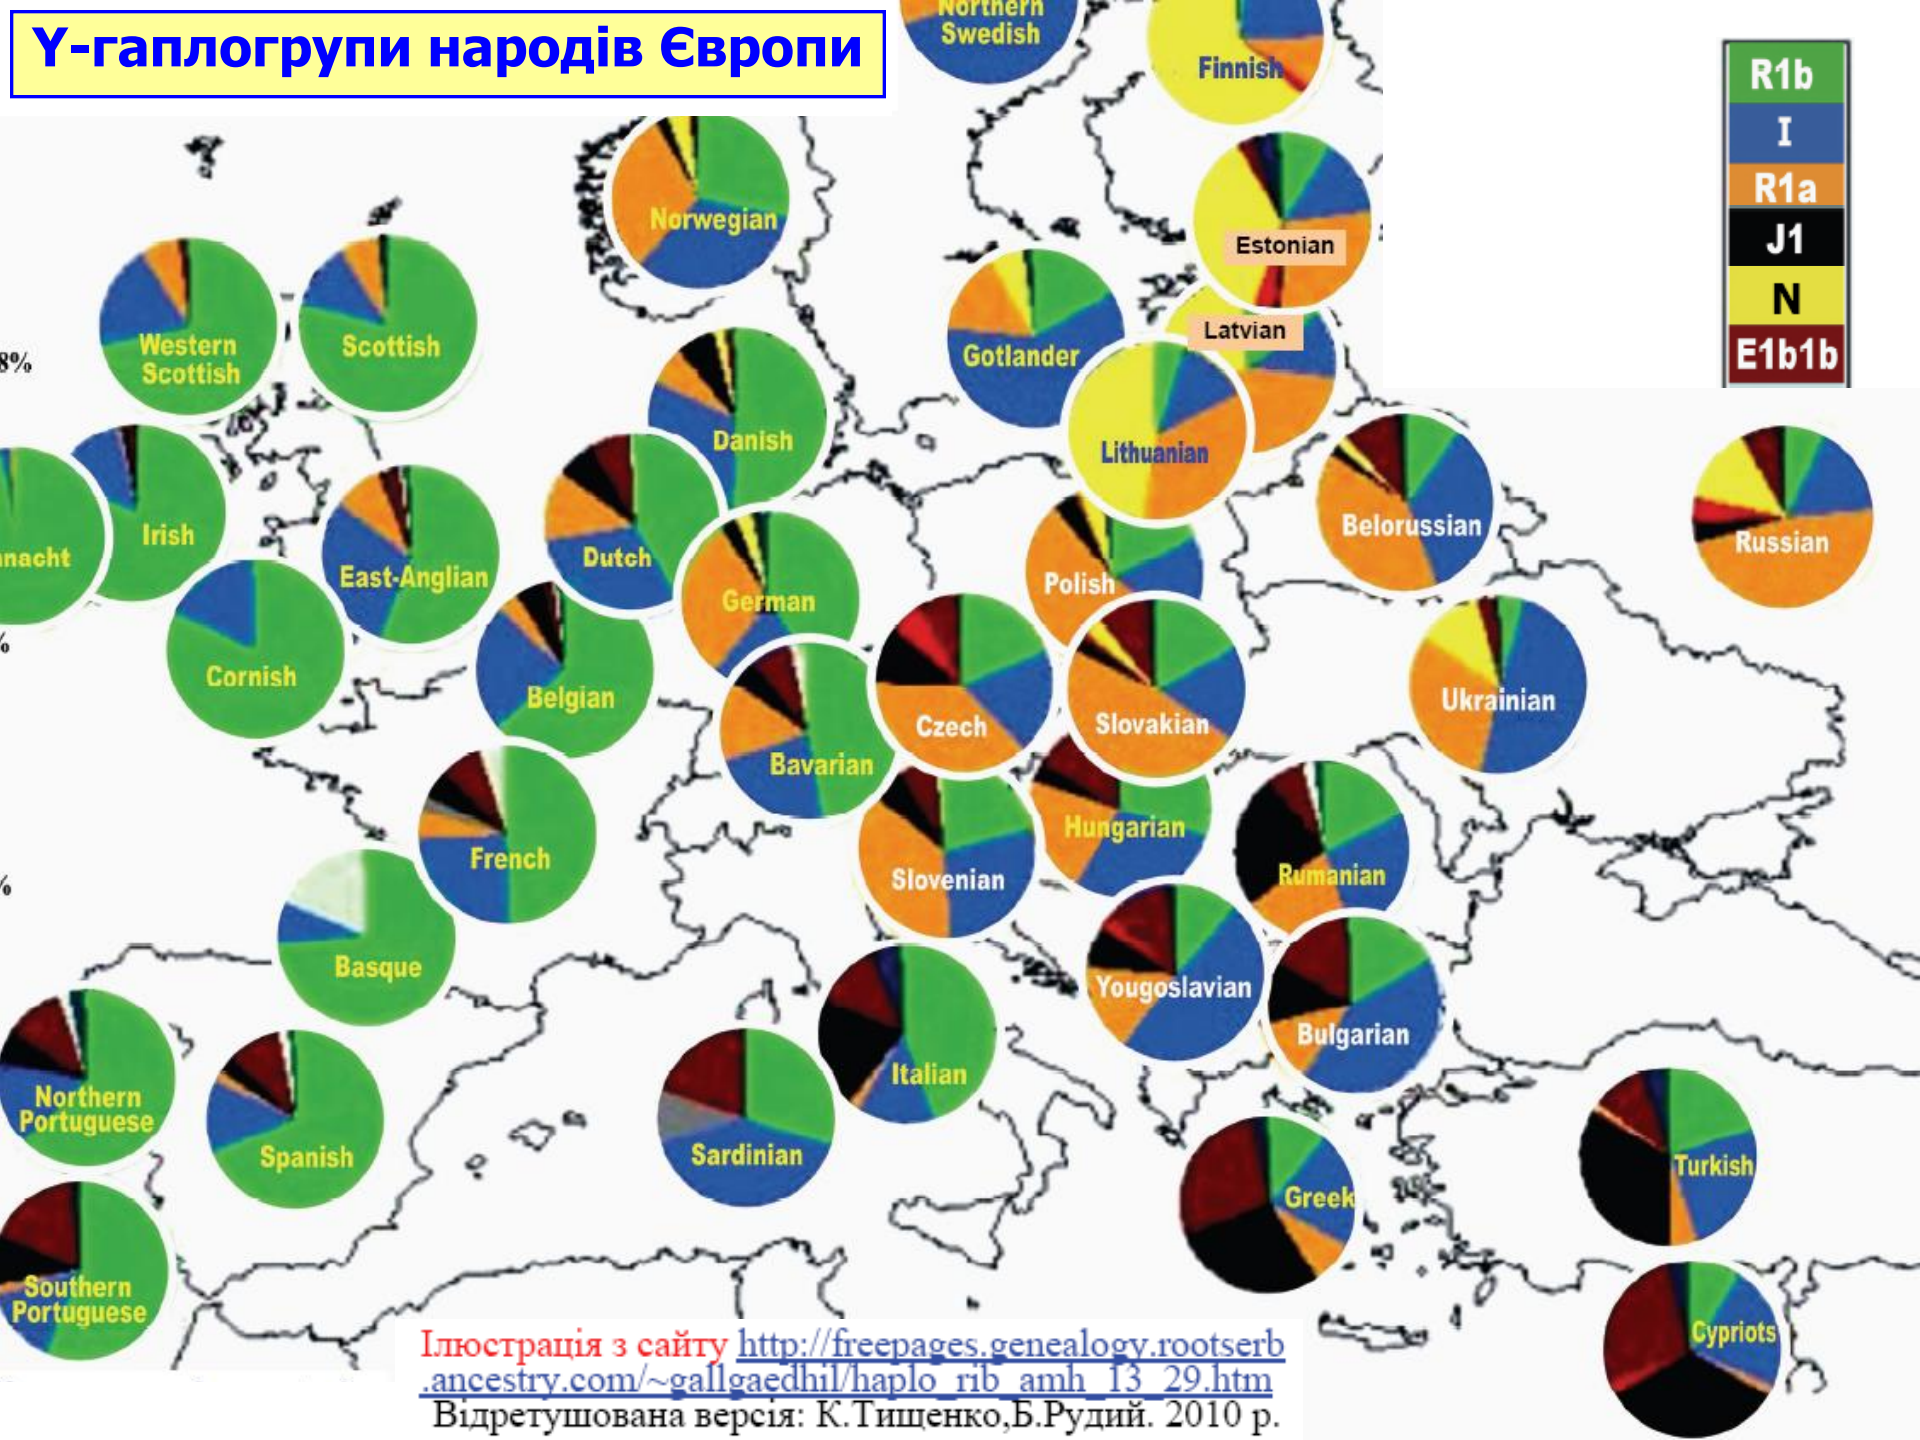 Y-гаплогрупи народів Європи
Northern
Swedish
Finnish
R1b
I
R1a
J1
N
E1b1b
Norwegian
Estonian
Western
Scottish
Scottish
Gotlander
Latvian
8%
Danish
Lithuanian
Irish
nnacht
East-Anglian
Dutch
German
Polish
Belorussian
Russian
%
Cornish
Belgian
Bavarian
Czech
Slovakian
Ukrainian
French
Slovenian
Hungarian
Rumanian
%
Basque
Yougoslavian
Bulgarian
Northern
Portuguese
Spanish
Sardinian
Italian
Greek
Turkish
Southern
Portuguese
Cypriots
Ілюстрація з сайту http://freepages.genealogy.rootserb
.ancestry.com/~gallgaedhil/haplo_rib_amh_13_29.htm
Відретушована версія: К.Тищенко,Б.Рудий. 2010 р.